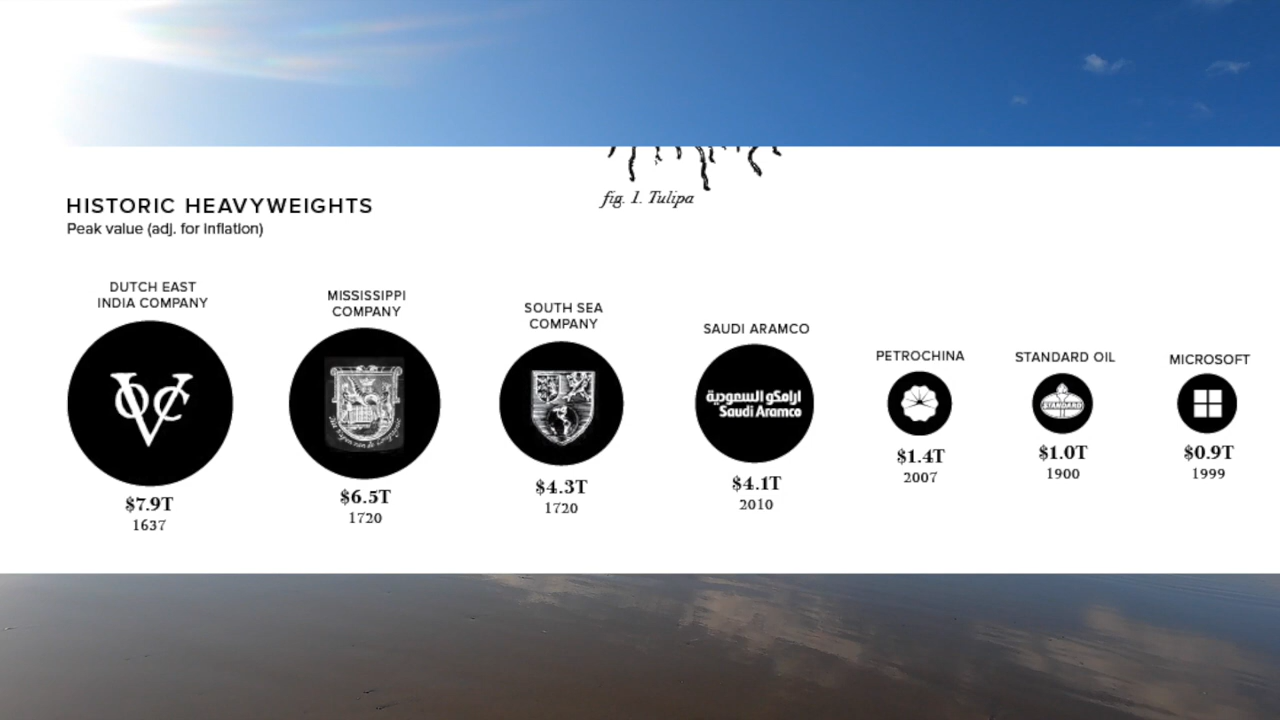 fig. 1. Tulipa
HISTORIC HEAVYWEIGHTS
Peak value (adj. for inflation)
DUTCH EAST
INDIA COMPANY
VOC
$7.9T
1637
MISSISSIPPI
COMPANY
$6.5T
1720
SOUTH SEA
COMPANY
$4.3T
1720
SAUDI ARAMCO
أرامكو السعودية
Saudi Aramco
$4.1T
2010
PETROCHINA
$1.4T
2007
STANDARD OIL
STANDARD
$1.0T
1900
MICROSOFT
$0.9T
1999